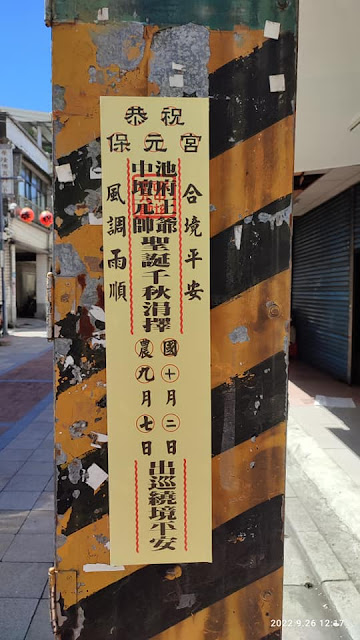 恭祝
保元宮
池府王爺
中壇元帥
聖誕千秋涓擇
合境平安
風調雨順
國十月二日
農九月七日
出巡繞境平安
2022.9.26 12:37